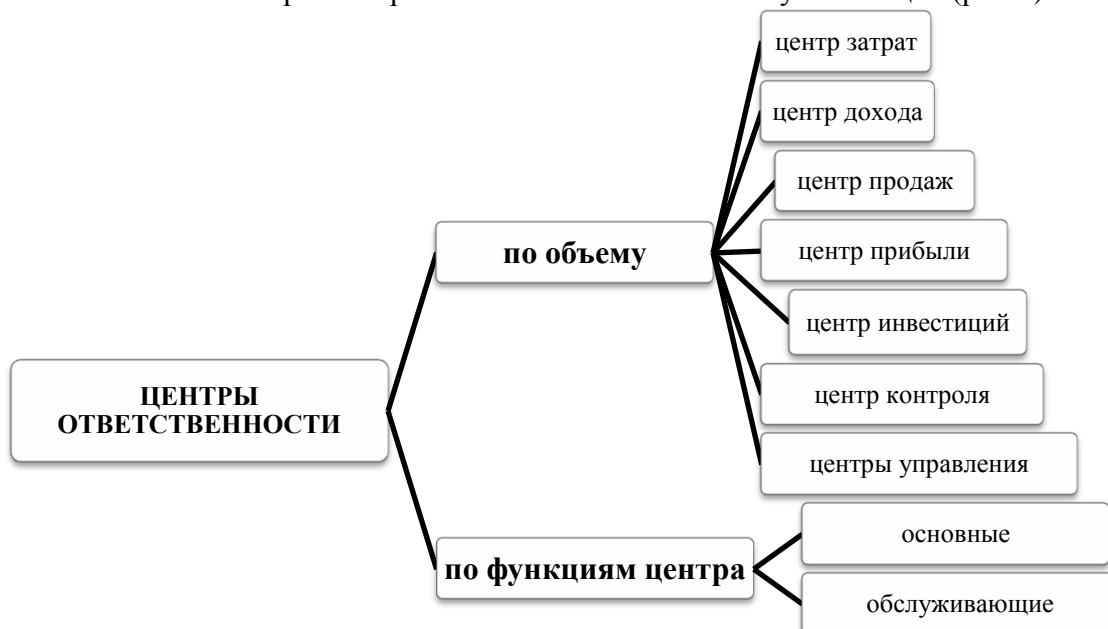 центр затрат
центр дохода
центр продаж
по объему
центр прибыли
центр инвестиций
ЦЕНТРЫ
ОТВЕТСТВЕННОСТИ
центр контроля
центры управления
по функциям центра
основные
обслуживающие